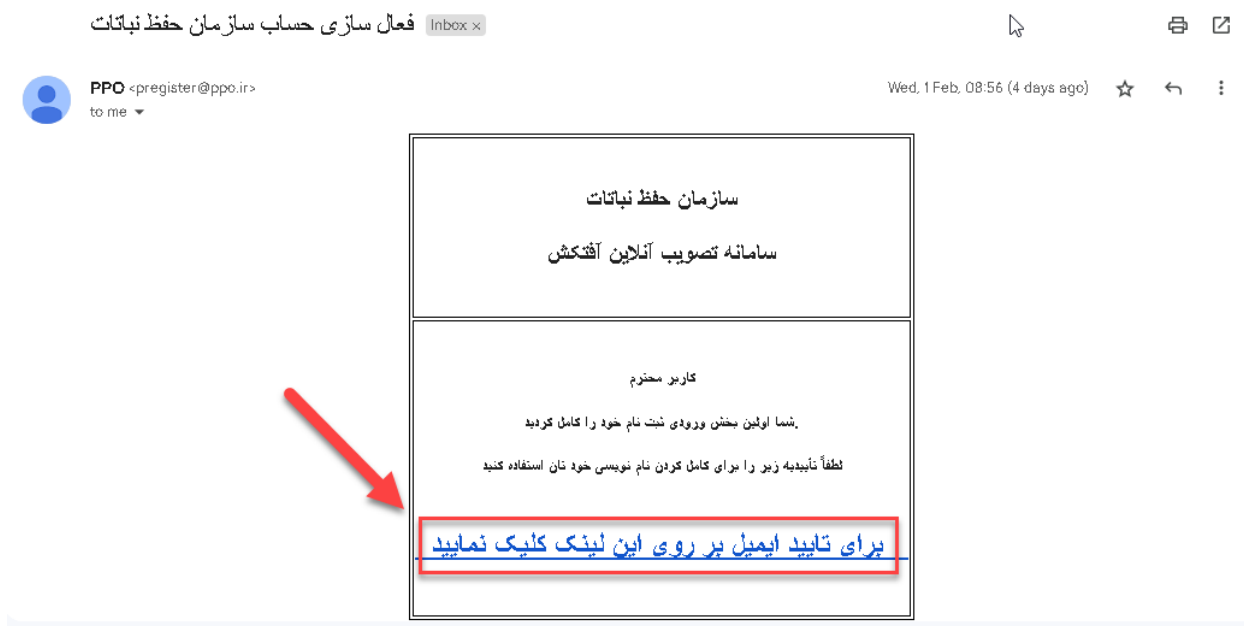 فعال سازی حساب سازمان حفظ نباتات Inbox ×
PPO <pregister@ppo.ir> Wed, 1 Feb, 08:56 (4 days ago)
to me
سازمان حفظ نباتات
سامانه تصویب آنلاین آفتکش
کاربر محترم
.شما اولین بخش ورودی ثبت نام خود را کامل کردید
لطفاً تأییدیه زیر را برای کامل کردن نام نویسی خود تان استفاده کنید
برای تایید ایمیل بر روی این لینک کلیک نمایید